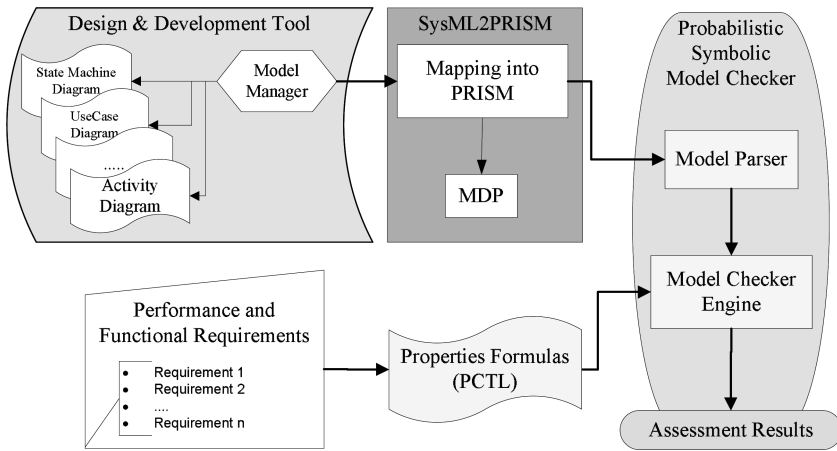 Design & Development Tool
State Machine
Diagram
UseCase
Diagram
.....
Activity
Diagram
Model
Manager
SysML2PRISM
Mapping into
PRISM
MDP
Probabilistic
Symbolic
Model Checker
Model Parser
Model Checker
Engine
Assessment Results
Performance and
Functional Requirements
• Requirement 1
• Requirement 2
• ....
• Requirement n
Properties Formulas
(PCTL)